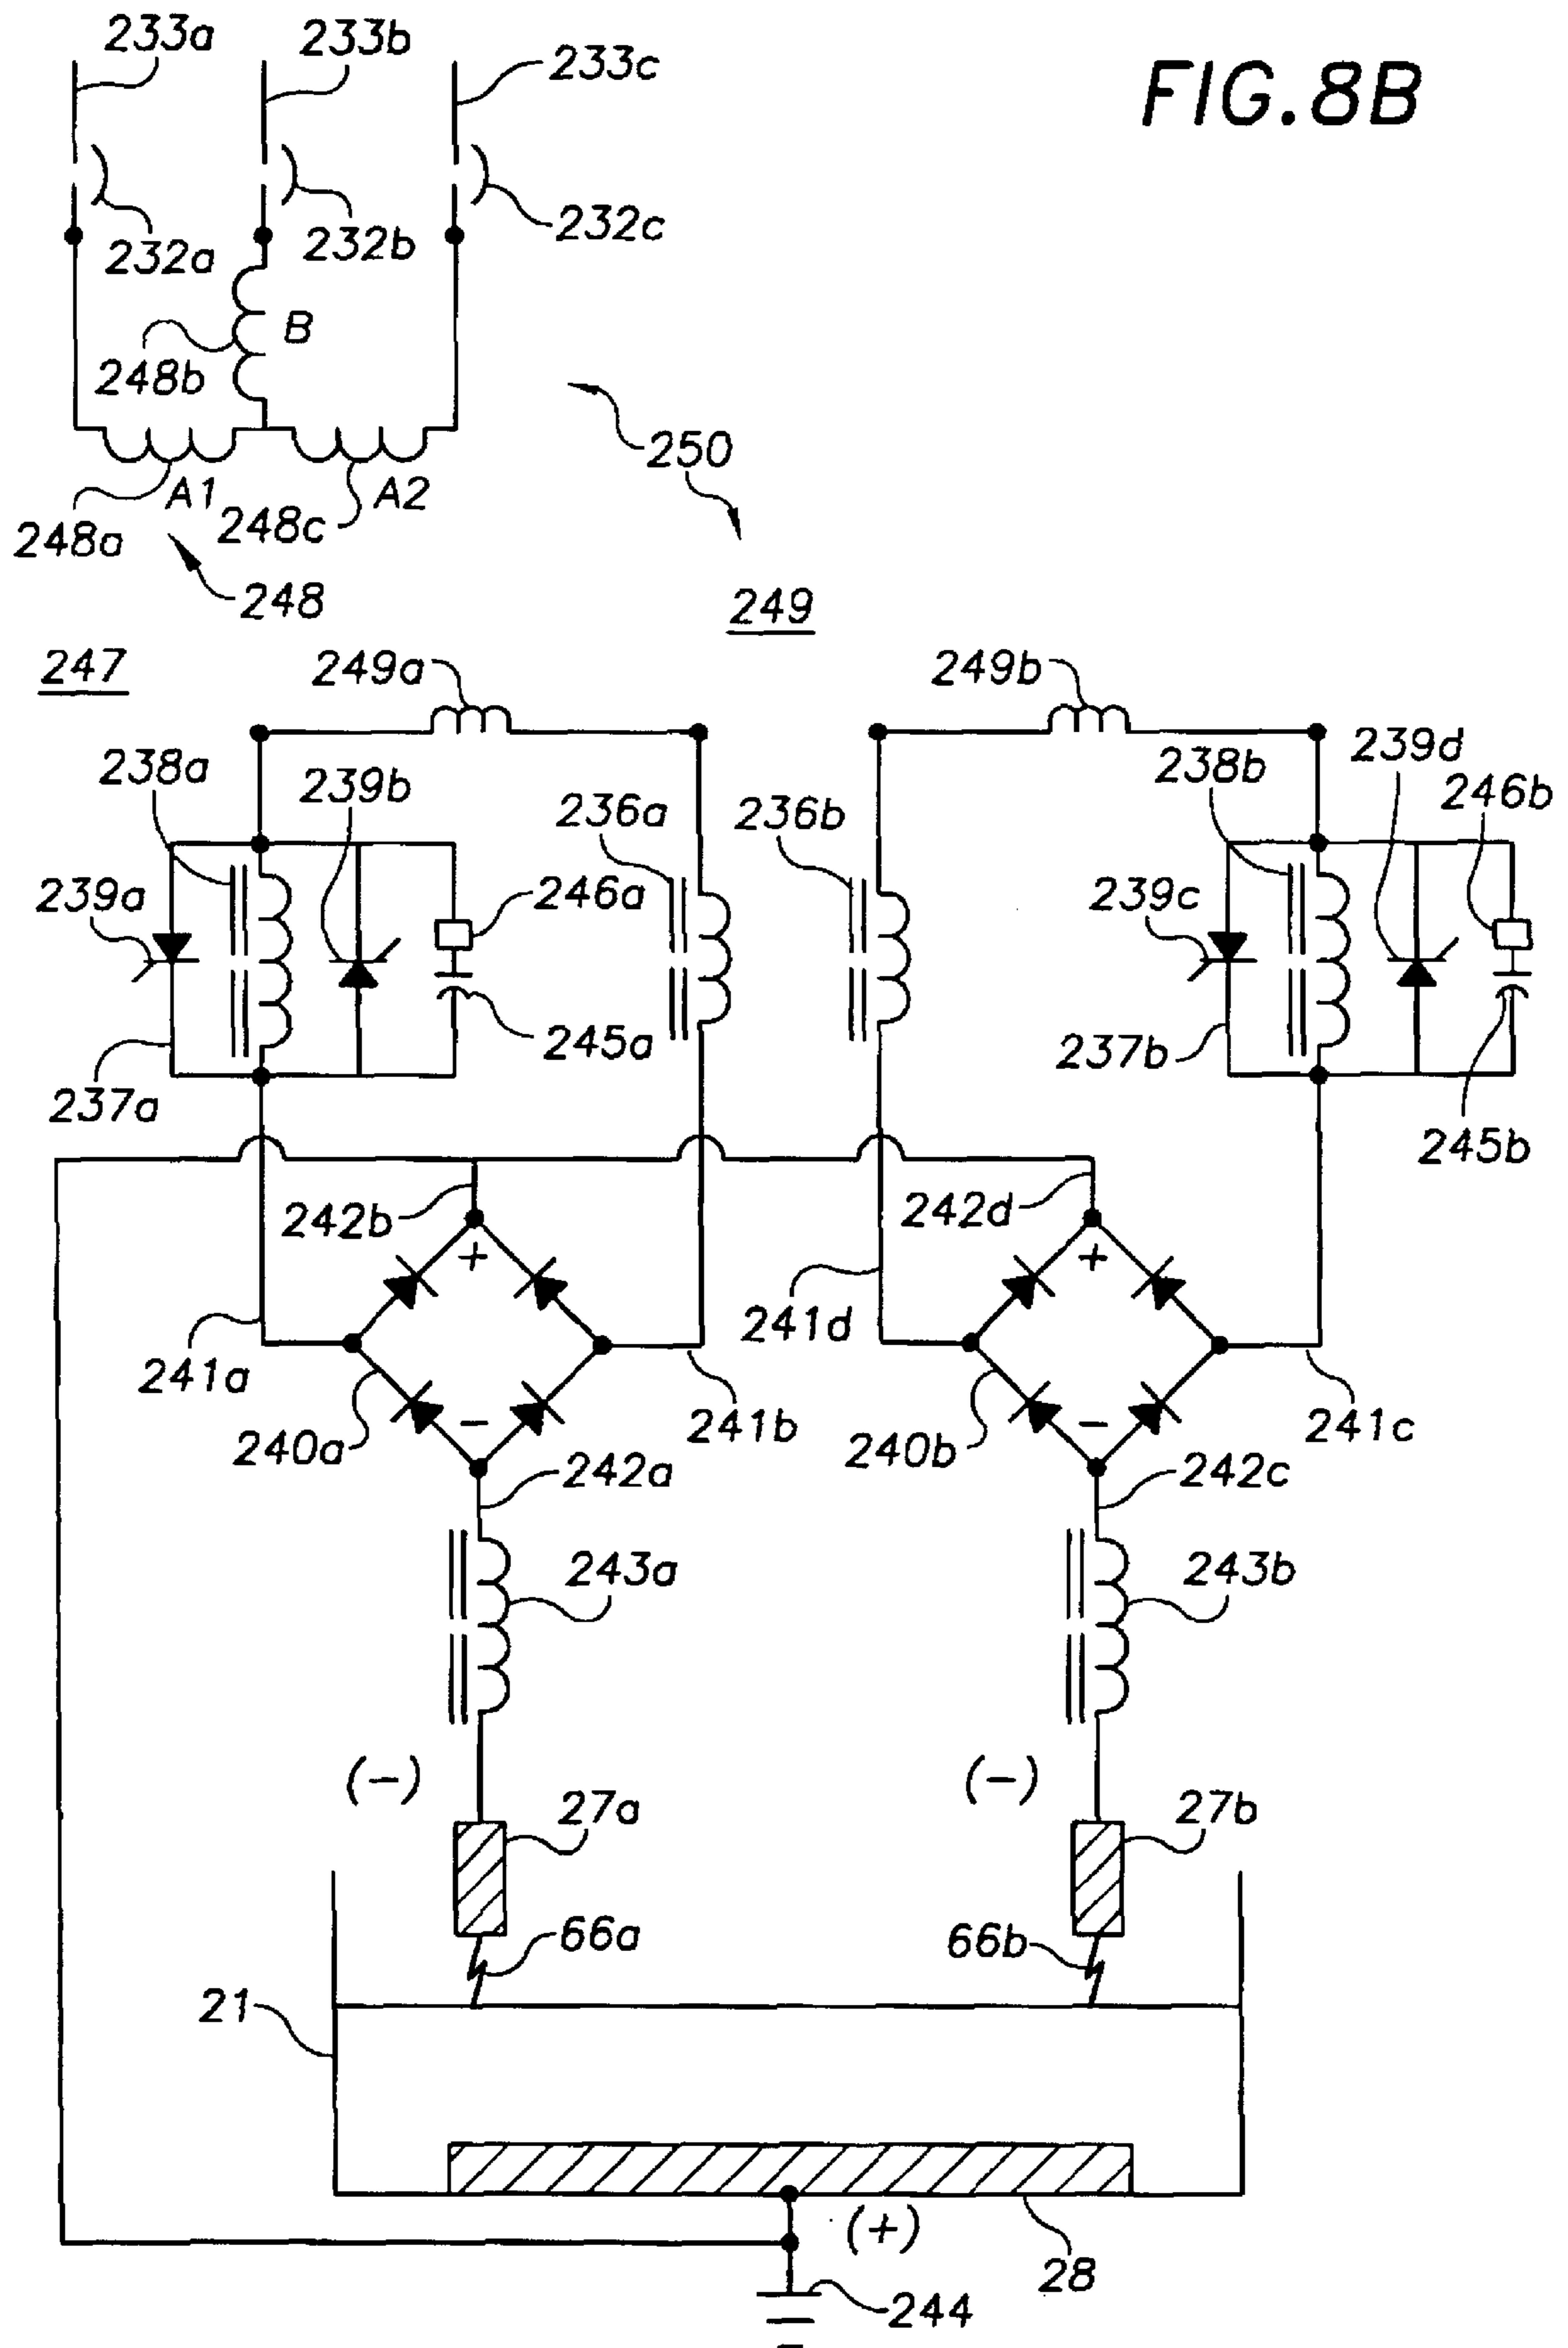 233a 233b 233c
FIG.8B
232a 232b 232c
248b B
250
248a A1 248c A2
248
249
247
249a 249b
238a 239b 236a 236b 238b 239d 246b
239a 246a 239c
245a
237a 237b 245b
242b 242d
+ +
241a 241d
- -
240a 241b 240b 241c
242a 242c
243a 243b
(-) (-)
27a 27b
66a 66b
21
(+)
28
244